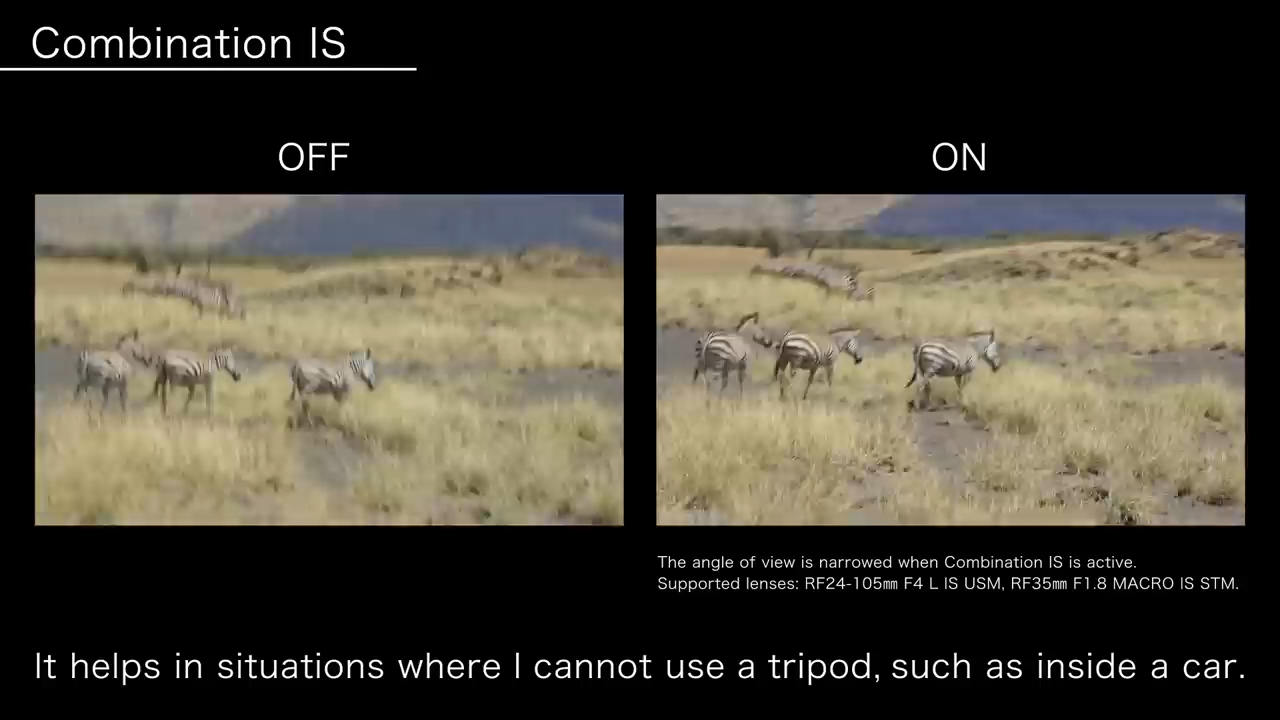 Combination IS
OFF
ON
The angle of view is narrowed when Combination IS is active.
Supported lenses: RF24-105㎜ F4 L IS USM, RF35㎜ F1.8 MACRO IS STM.
It helps in situations where I cannot use a tripod, such as inside a car.